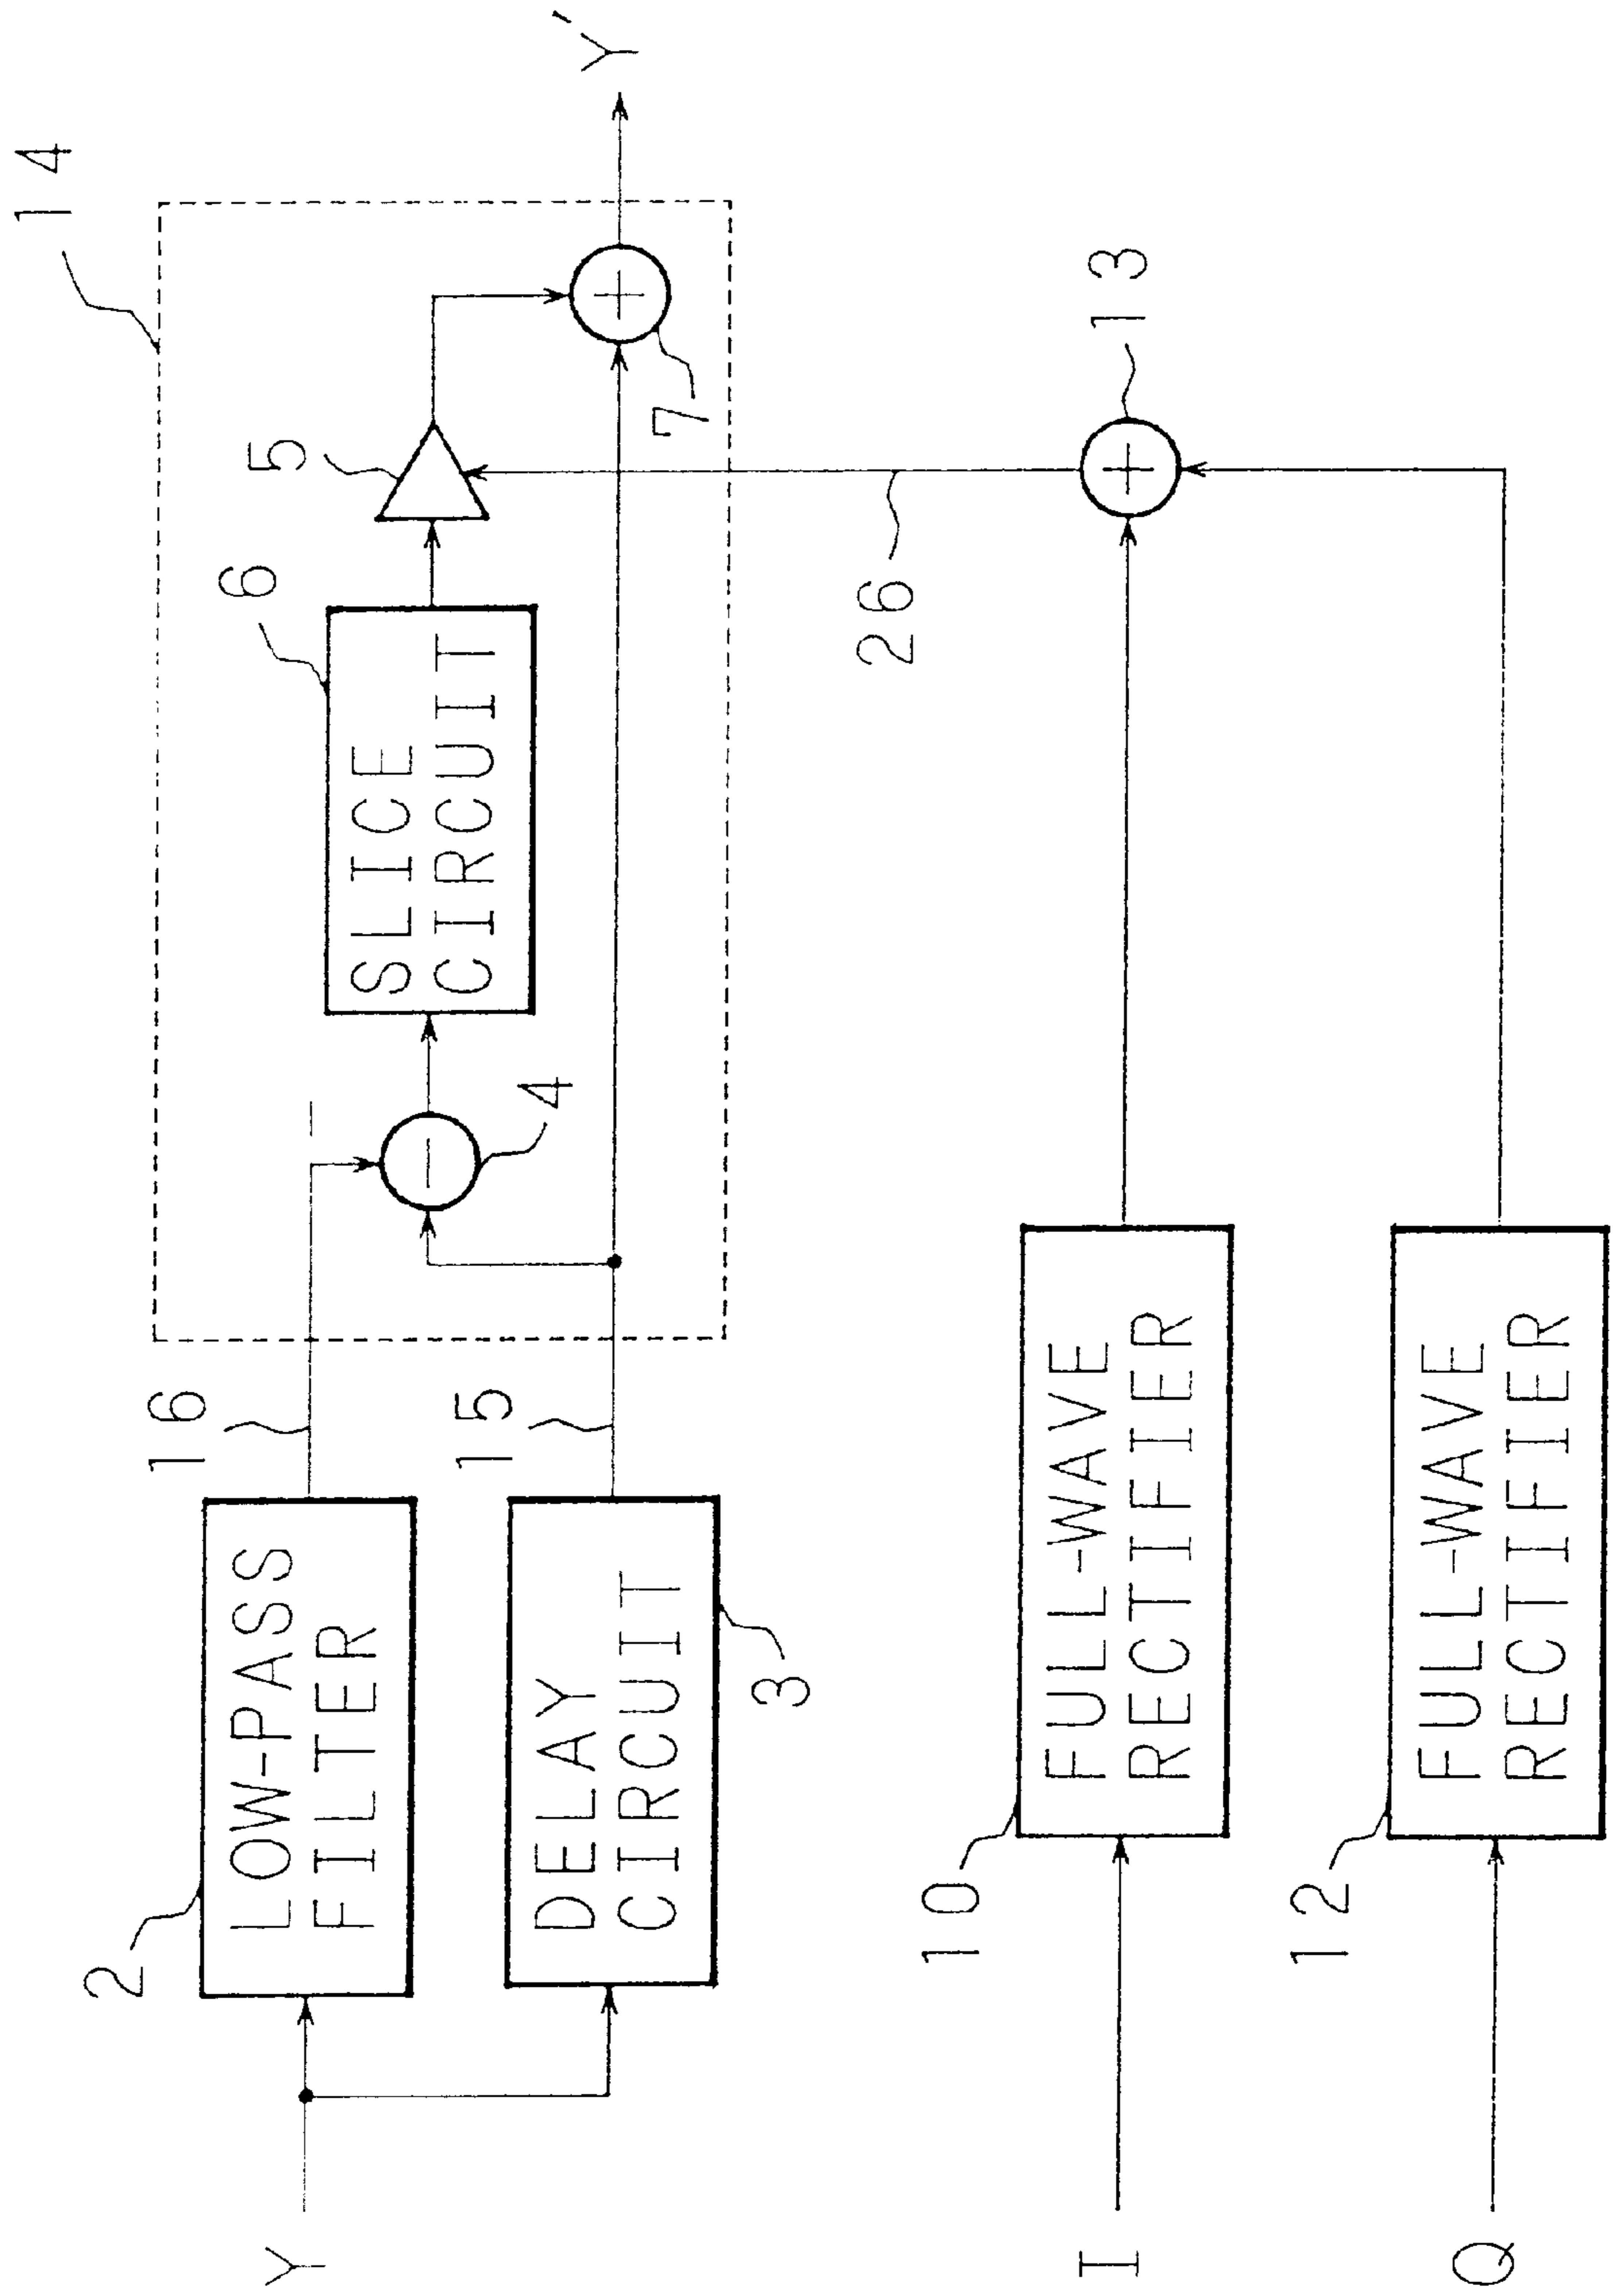 14
Y'
5
6
SLICE
CIRCUIT
7
4
16
15
2
LOW-PASS
FILTER
DELAY
CIRCUIT
3
Y
13
26
10
FULL-WAVE
RECTIFIER
I
12
FULL-WAVE
RECTIFIER
Q